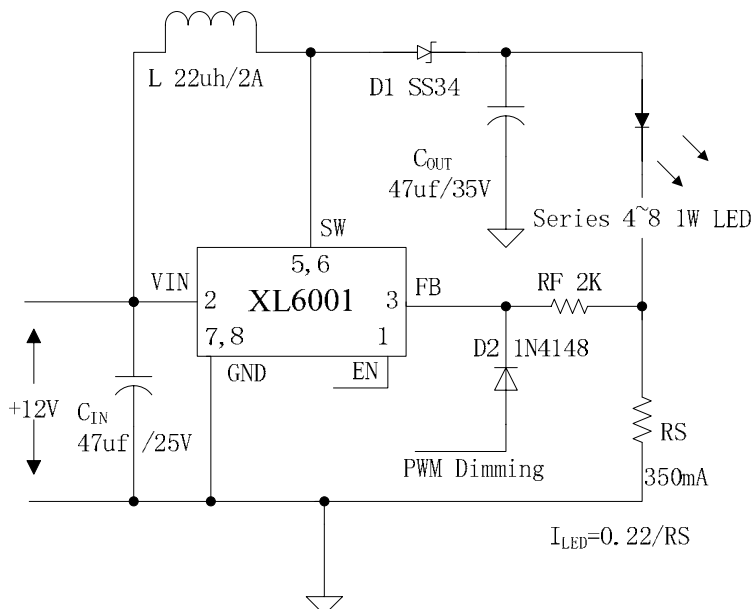 L 22uh/2A
D1 SS34
COUT
47uf/35V
Series 4~8 1W LED
SW
5,6
VIN
2
XL6001
3
FB
RF 2K
7,8
1
GND
EN
D2 1N4148
+12V
CIN
47uf /25V
PWM Dimming
RS
350mA
ILED=0.22/RS